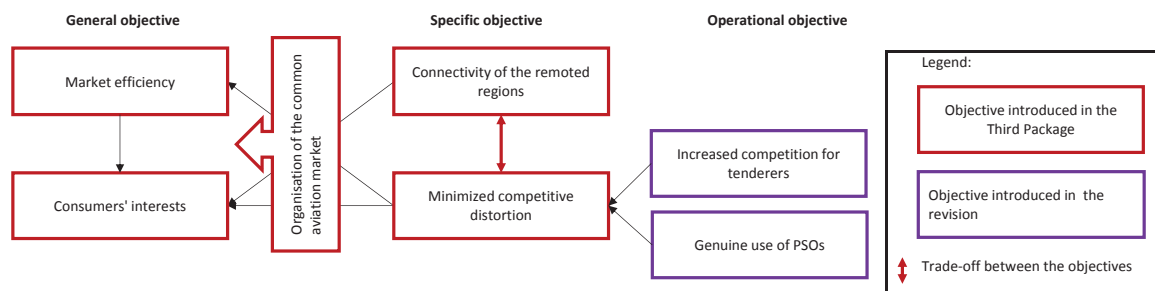 General objective
Specific objective
Operational objective
Market efficiency
Consumers' interests
Organisation of the common
aviation market
Connectivity of the remoted
regions
Minimized competitive
distortion
Increased competition for
tenderers
Genuine use of PSOs
Legend:
Objective introduced in the
Third Package
Objective introduced in  the
revision
Trade-off between the objectives